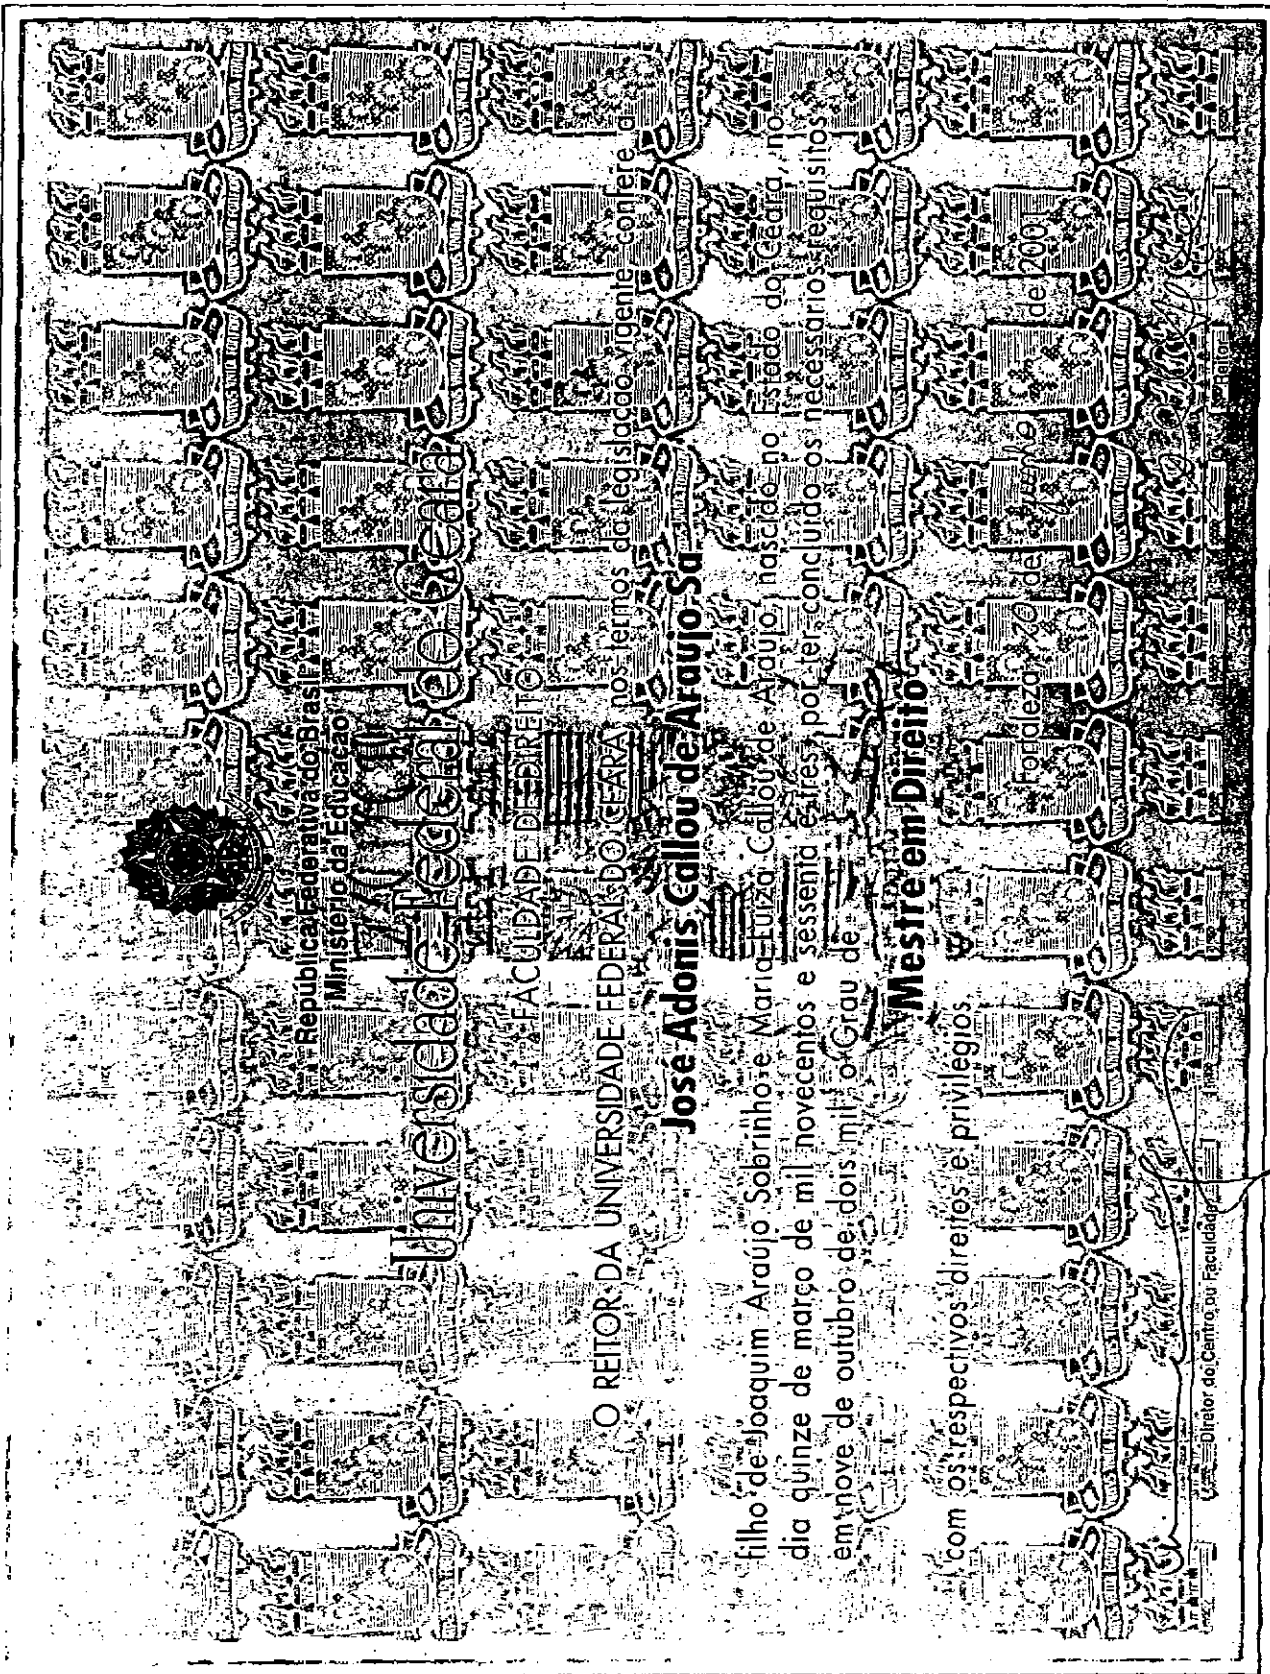 República Federativa do Brasil
Ministério da Educação
Universidade Federal do Ceará
FACULDADE DE DIREITO
O REITOR DA UNIVERSIDADE FEDERAL DO CEARÁ, nos termos da legislação vigente, confere a
José Adonis Callou de Araújo Sá
filho de Joaquim Araújo Sobrinho e Maria Luiza Callou de Araújo, nascido no Estado do Ceará, no
dia quinze de março de mil novecentos e sessenta e três, por ter concluído os necessários requisitos
em nove de outubro de dois mil, o Grau de
Mestre em Direito
com os respectivos direitos e privilégios.
Fortaleza, 20 de junho de 2001
Diretor do Centro ou Faculdade
Reitor